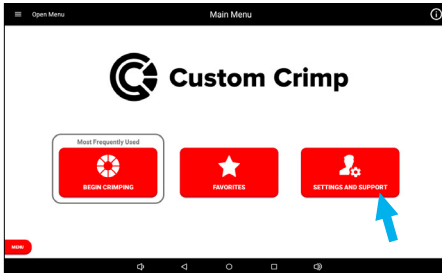 Open Menu
Main Menu
Custom Crimp
Most Frequently Used
BEGIN CRIMPING
FAVORITES
SETTINGS AND SUPPORT
MENU